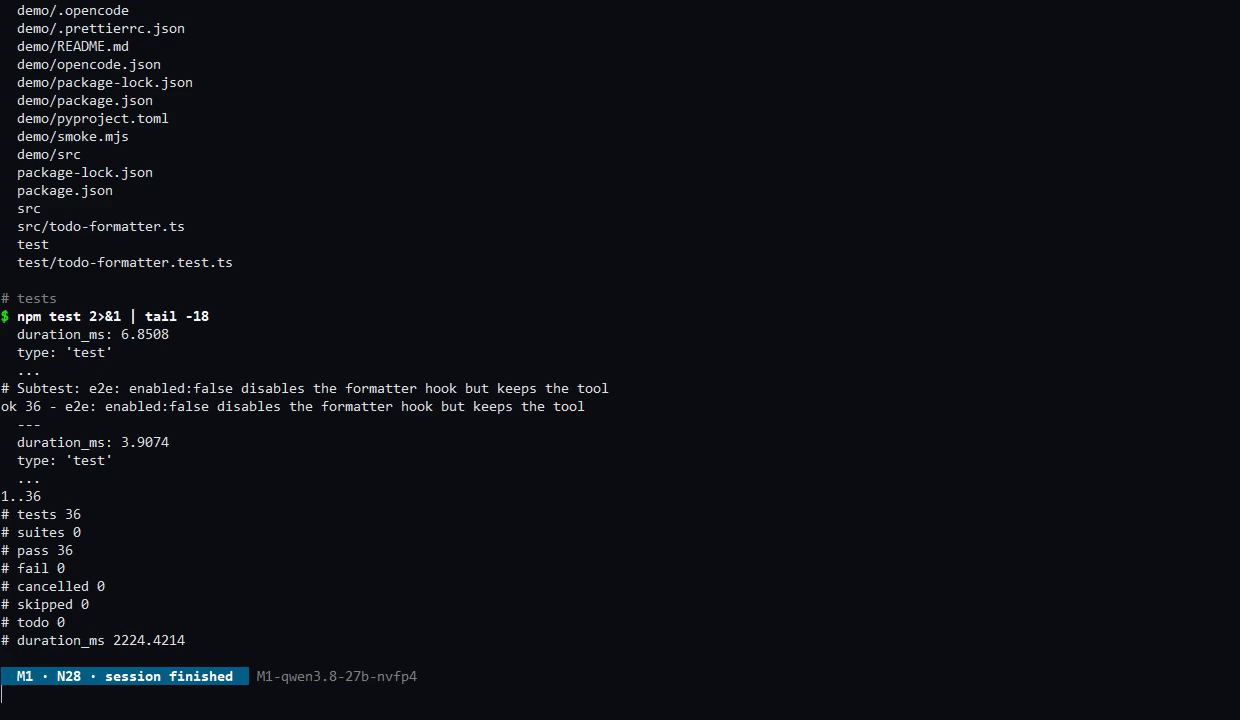 demo/.opencode
demo/.prettierrc.json
demo/README.md
demo/opencode.json
demo/package-lock.json
demo/package.json
demo/pyproject.toml
demo/smoke.mjs
demo/src
package-lock.json
package.json
src
src/todo-formatter.ts
test
test/todo-formatter.test.ts
# tests
$ npm test 2>&1 | tail -18
duration_ms: 6.8508
type: 'test'
...
# Subtest: e2e: enabled:false disables the formatter hook but keeps the tool
ok 36 - e2e: enabled:false disables the formatter hook but keeps the tool
---
duration_ms: 3.9074
type: 'test'
...
1..36
# tests 36
# suites 0
# pass 36
# fail 0
# cancelled 0
# skipped 0
# todo 0
# duration_ms 2224.4214
M1 · N28 · session finished M1-qwen3.8-27b-nvfp4